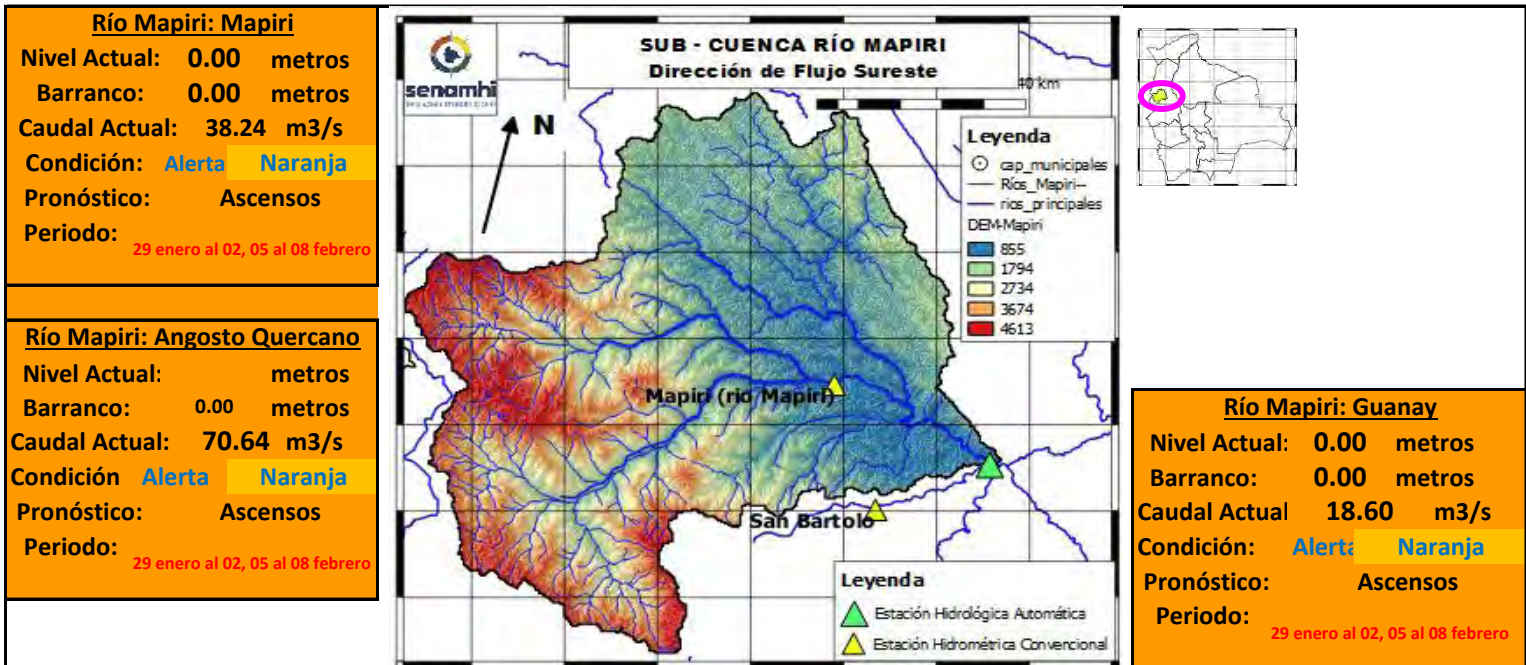 Río Mapiri: Mapiri
Nivel Actual: 0.00 metros
Barranco: 0.00 metros
Caudal Actual: 38.24 m3/s
Condición: Alerta Naranja
Pronóstico: Ascensos
Periodo:
29 enero al 02, 05 al 08 febrero
Río Mapiri: Angosto Quercano
Nivel Actual: metros
Barranco: 0.00 metros
Caudal Actual: 70.64 m3/s
Condición Alerta Naranja
Pronóstico: Ascensos
Periodo:
29 enero al 02, 05 al 08 febrero
senamhi
SUB - CUENCA RÍO MAPIRI
Dirección de Flujo Sureste
40 km
N
Leyenda
cap_municipales
Ríos_Mapiri--
rios_principales
DEM-Mapiri
855
1794
2734
3674
4613
Mapiri (rio Mapiri)
San Bartolo
Leyenda
Estación Hidrológica Automática
Estación Hidrométrica Convencional
Río Mapiri: Guanay
Nivel Actual: 0.00 metros
Barranco: 0.00 metros
Caudal Actual 18.60 m3/s
Condición: Alerta Naranja
Pronóstico: Ascensos
Periodo:
29 enero al 02, 05 al 08 febrero